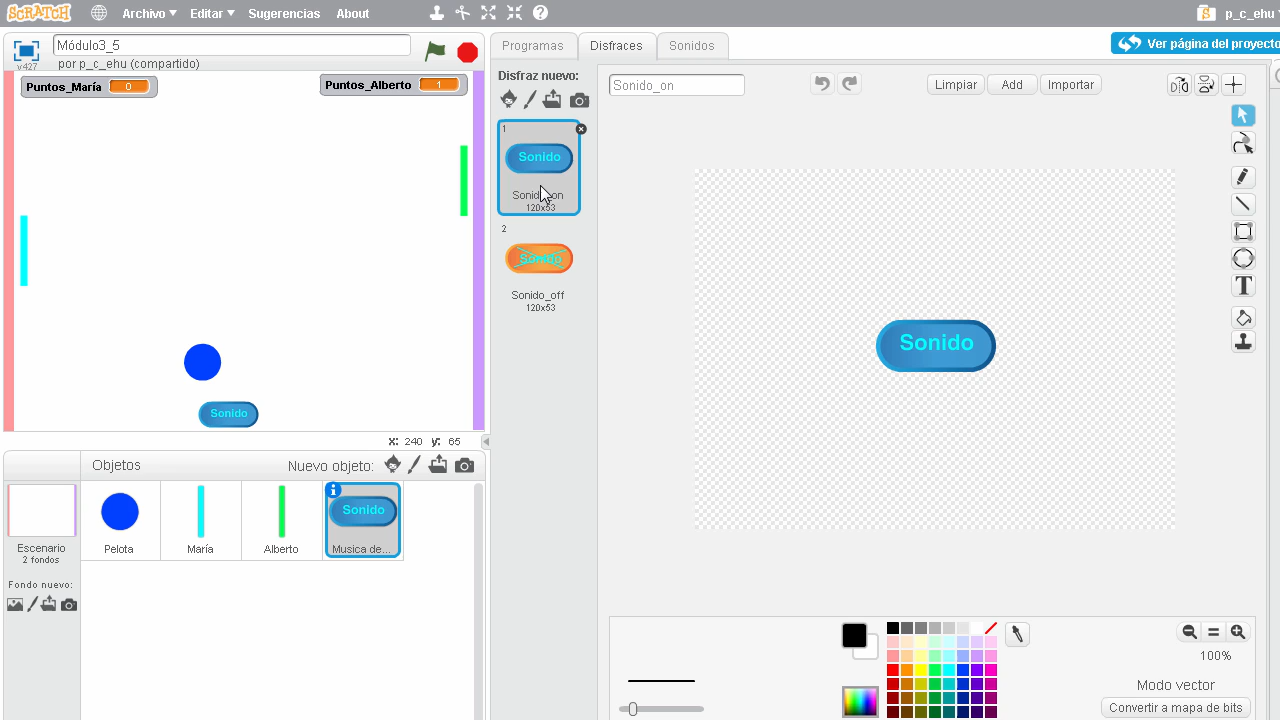 SCRATCH Archivo Editar Sugerencias About p_c_ehu
v427 Módulo3_5
por p_c_ehu (compartido)
Puntos_María 0
Puntos_Alberto 1
Sonido
x: 240 y: 65
Objetos Nuevo objeto:
Escenario
2 fondos
Fondo nuevo:
Pelota
María
Alberto
Sonido
Musica de...
Programas Disfraces Sonidos
Ver página del proyecto
Disfraz nuevo:
1
Sonido
Sonido_on
120x53
2
Sonido
Sonido_off
120x53
Sonido_on
Limpiar Add Importar
Sonido
T
100%
Modo vector
Convertir a mapa de bits